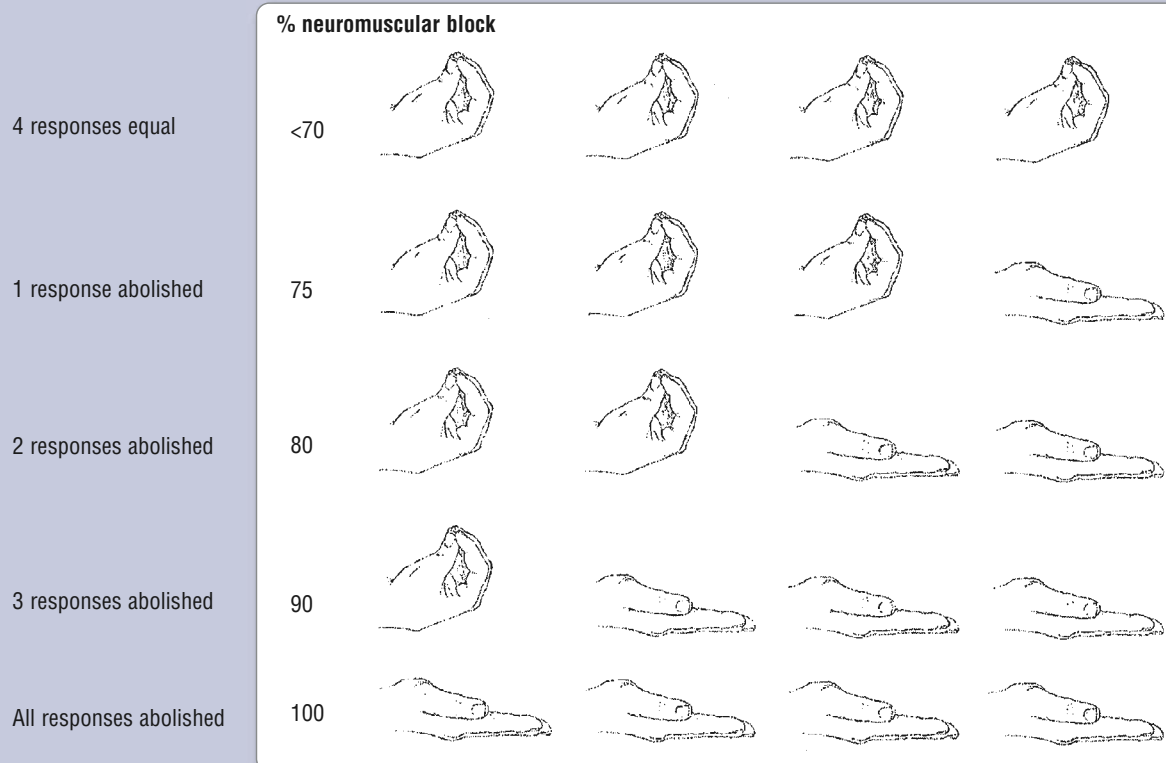 % neuromuscular block
4 responses equal <70
1 response abolished 75
2 responses abolished 80
3 responses abolished 90
All responses abolished 100